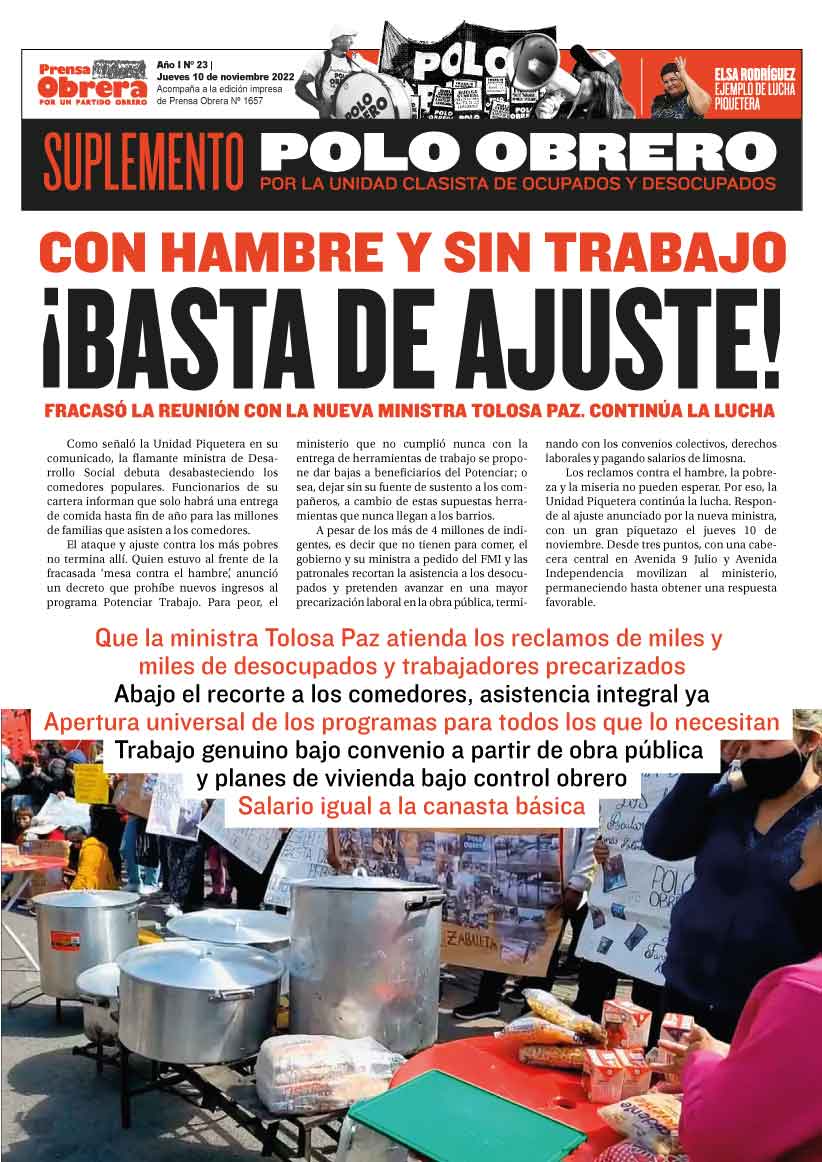 Prensa
Obrera
POR UN PARTIDO OBRERO
Año I Nº 23 |
Jueves 10 de noviembre 2022
Acompaña a la edición impresa
de Prensa Obrera Nº 1657
POLO
OBRERO
POLO
ELSA RODRÍGUEZ
EJEMPLO DE LUCHA
PIQUETERA
SUPLEMENTO POLO OBRERO
POR LA UNIDAD CLASISTA DE OCUPADOS Y DESOCUPADOS
CON HAMBRE Y SIN TRABAJO
¡BASTA DE AJUSTE!
FRACASÓ LA REUNIÓN CON LA NUEVA MINISTRA TOLOSA PAZ. CONTINÚA LA LUCHA
Como señaló la Unidad Piquetera en su
comunicado, la flamante ministra de Desa-
rrollo Social debuta desabasteciendo los
comedores populares. Funcionarios de su
cartera informan que solo habrá una entrega
de comida hasta fin de año para las millones
de familias que asisten a los comedores.
El ataque y ajuste contra los más pobres
no termina allí. Quien estuvo al frente de la
fracasada ‘mesa contra el hambre’, anunció
un decreto que prohíbe nuevos ingresos al
programa Potenciar Trabajo. Para peor, el
ministerio que no cumplió nunca con la
entrega de herramientas de trabajo se propo-
ne dar bajas a beneficiarios del Potenciar; o
sea, dejar sin su fuente de sustento a los com-
pañeros, a cambio de estas supuestas herra-
mientas que nunca llegan a los barrios.
A pesar de los más de 4 millones de indi-
gentes, es decir que no tienen para comer, el
gobierno y su ministra a pedido del FMI y las
patronales recortan la asistencia a los desocu-
pados y pretenden avanzar en una mayor
precarización laboral en la obra pública, termi-
nando con los convenios colectivos, derechos
laborales y pagando salarios de limosna.
Los reclamos contra el hambre, la pobre-
za y la miseria no pueden esperar. Por eso, la
Unidad Piquetera continúa la lucha. Respon-
de al ajuste anunciado por la nueva ministra,
con un gran piquetazo el jueves 10 de
noviembre. Desde tres puntos, con una cabe-
cera central en Avenida 9 Julio y Avenida
Independencia movilizan al ministerio,
permaneciendo hasta obtener una respuesta
favorable.
Que la ministra Tolosa Paz atienda los reclamos de miles y
miles de desocupados y trabajadores precarizados
Abajo el recorte a los comedores, asistencia integral ya
Apertura universal de los programas para todos los que lo necesitan
Trabajo genuino bajo convenio a partir de obra pública
y planes de vivienda bajo control obrero
Salario igual a la canasta básica
POLO
OBRERO
ZABALETA
POLO